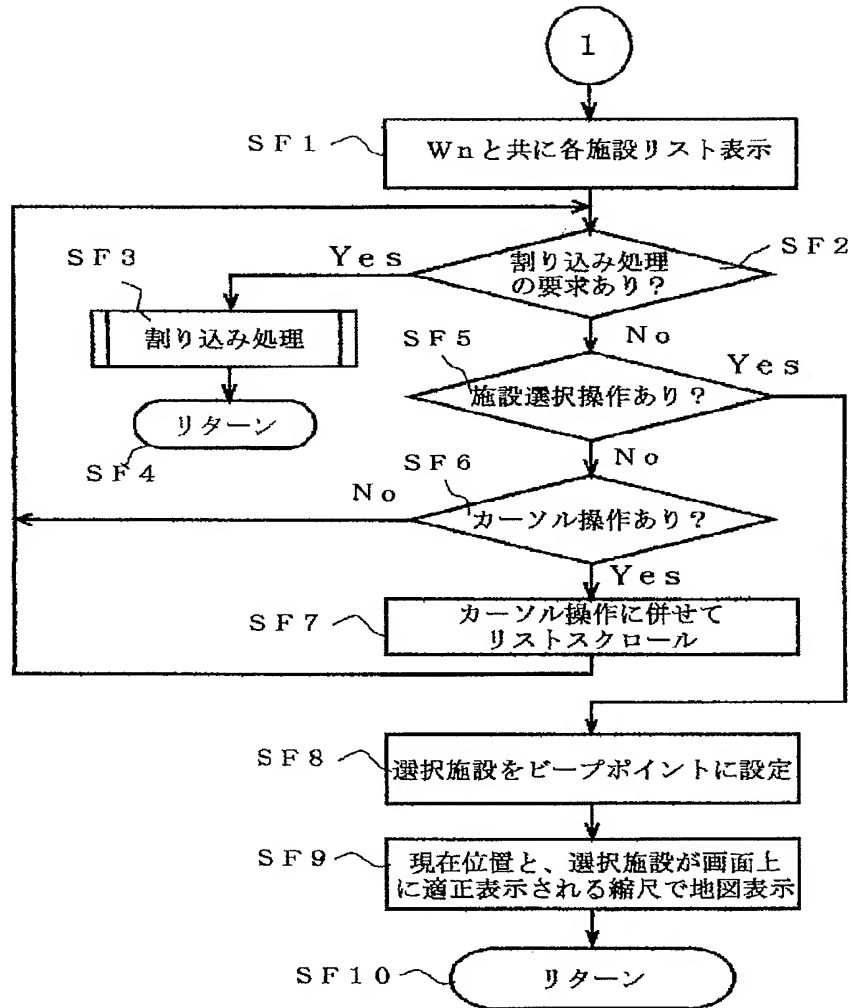 1
SF1
Wnと共に各施設リスト表示
SF2
割り込み処理
の要求あり?
Yes
No
SF3
割り込み処理
リターン
SF4
SF5
施設選択操作あり?
Yes
No
SF6
カーソル操作あり?
No
Yes
SF7
カーソル操作に併せて
リストスクロール
SF8
選択施設をビープポイントに設定
SF9
現在位置と、選択施設が画面上
に適正表示される縮尺で地図表示
SF10
リターン